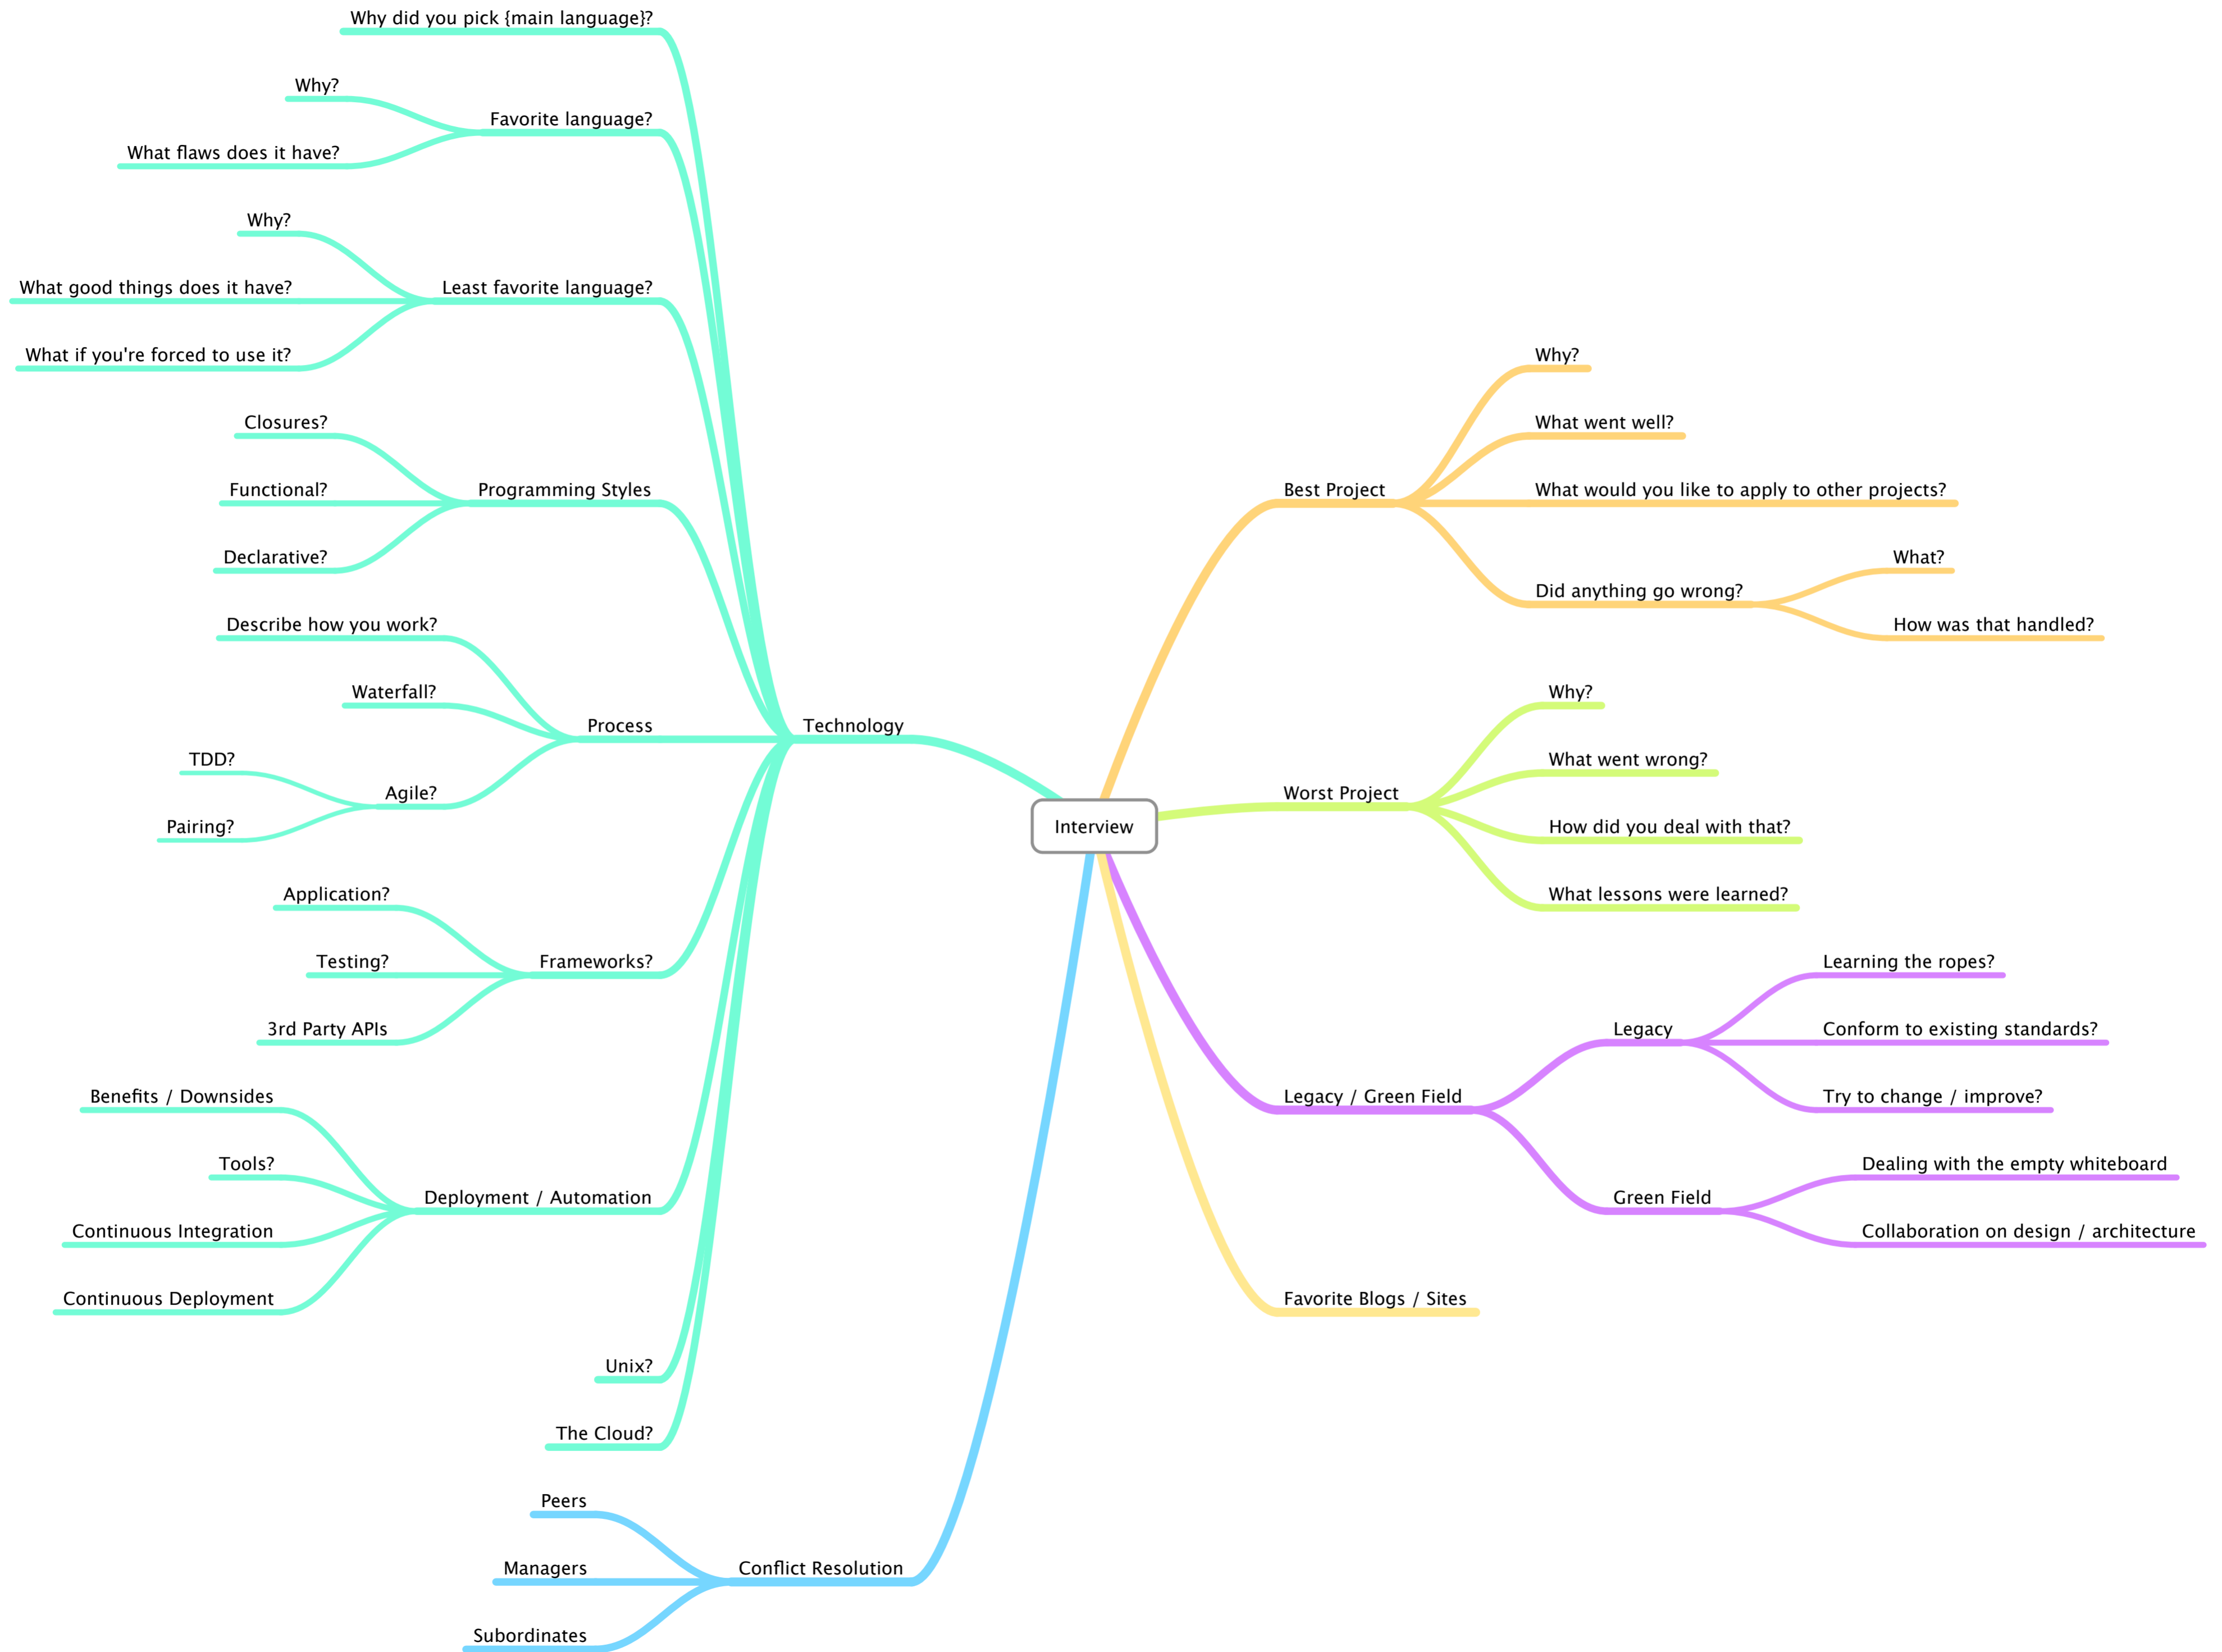 Why did you pick {main language}?
Why?
Favorite language?
What flaws does it have?
Why?
What good things does it have?
Least favorite language?
What if you're forced to use it?
Closures?
Functional?
Programming Styles
Declarative?
Describe how you work?
Waterfall?
Process
Technology
TDD?
Agile?
Pairing?
Application?
Testing?
Frameworks?
3rd Party APIs
Benefits / Downsides
Tools?
Deployment / Automation
Continuous Integration
Continuous Deployment
Unix?
The Cloud?
Peers
Managers
Conflict Resolution
Subordinates
Interview
Why?
What went well?
Best Project
What would you like to apply to other projects?
What?
Did anything go wrong?
How was that handled?
Why?
What went wrong?
Worst Project
How did you deal with that?
What lessons were learned?
Learning the ropes?
Legacy
Conform to existing standards?
Legacy / Green Field
Try to change / improve?
Dealing with the empty whiteboard
Green Field
Collaboration on design / architecture
Favorite Blogs / Sites